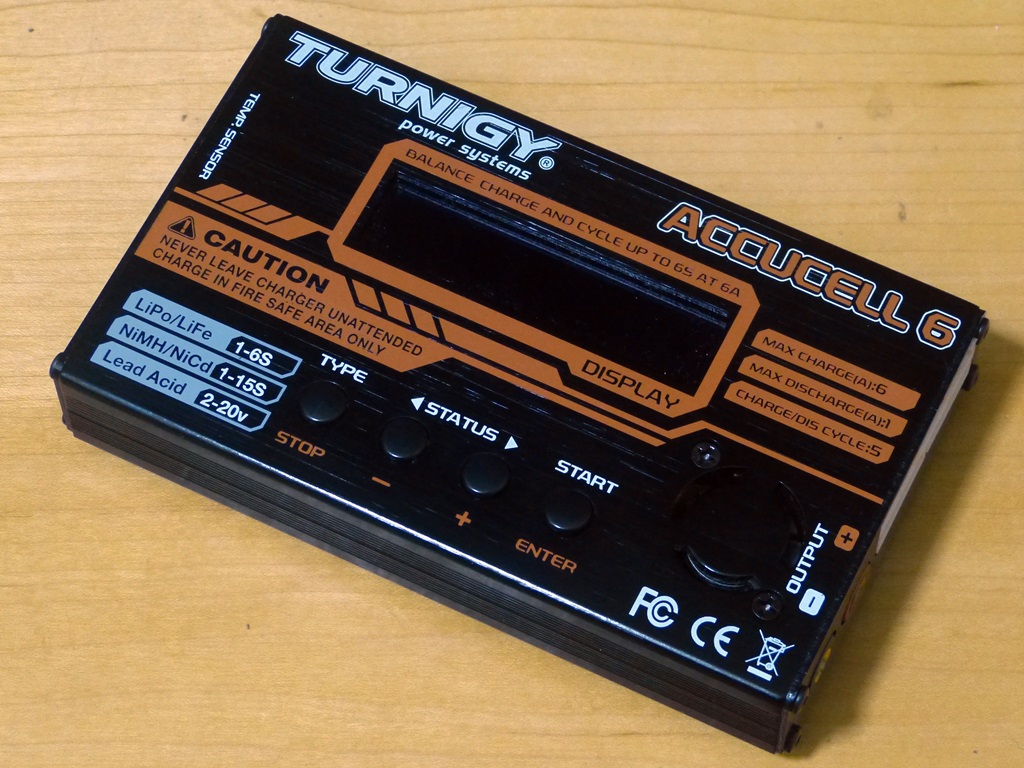 TURNIGY®
power systems
TEMP. SENSOR
BALANCE CHARGE AND CYCLE UP TO 6S AT 6A
ACCUCELL 6
CAUTION
NEVER LEAVE CHARGER UNATTENDED
CHARGE IN FIRE SAFE AREA ONLY
DISPLAY
MAX CHARGE(A):6
MAX DISCHARGE(A):1
CHARGE/DIS CYCLE:5
LiPo/LiFe 1-6S
NiMH/NiCd 1-15S
Lead Acid 2-20v
TYPE
STOP
◀STATUS▶
−
+
START
ENTER
OUTPUT
+
−
FC CE